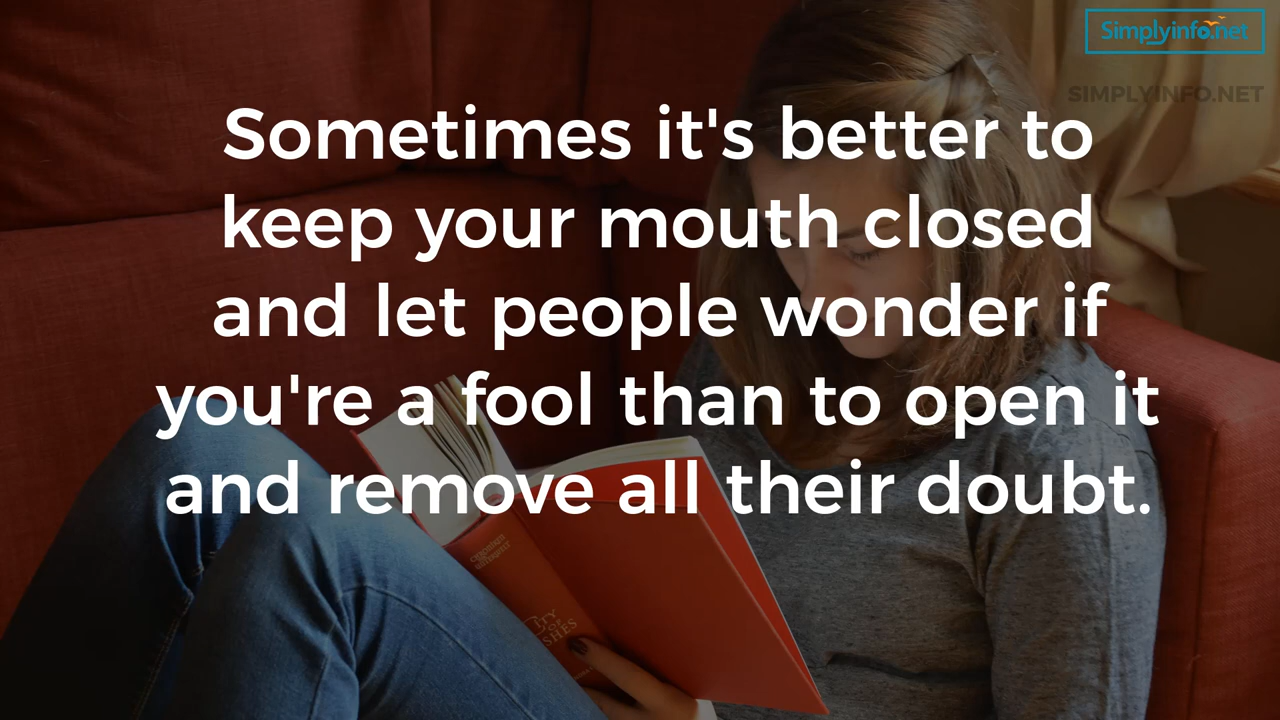 Simplyinfo.net
SIMPLYINFO.NET
Sometimes it's better to
keep your mouth closed
and let people wonder if
you're a fool than to open it
and remove all their doubt.